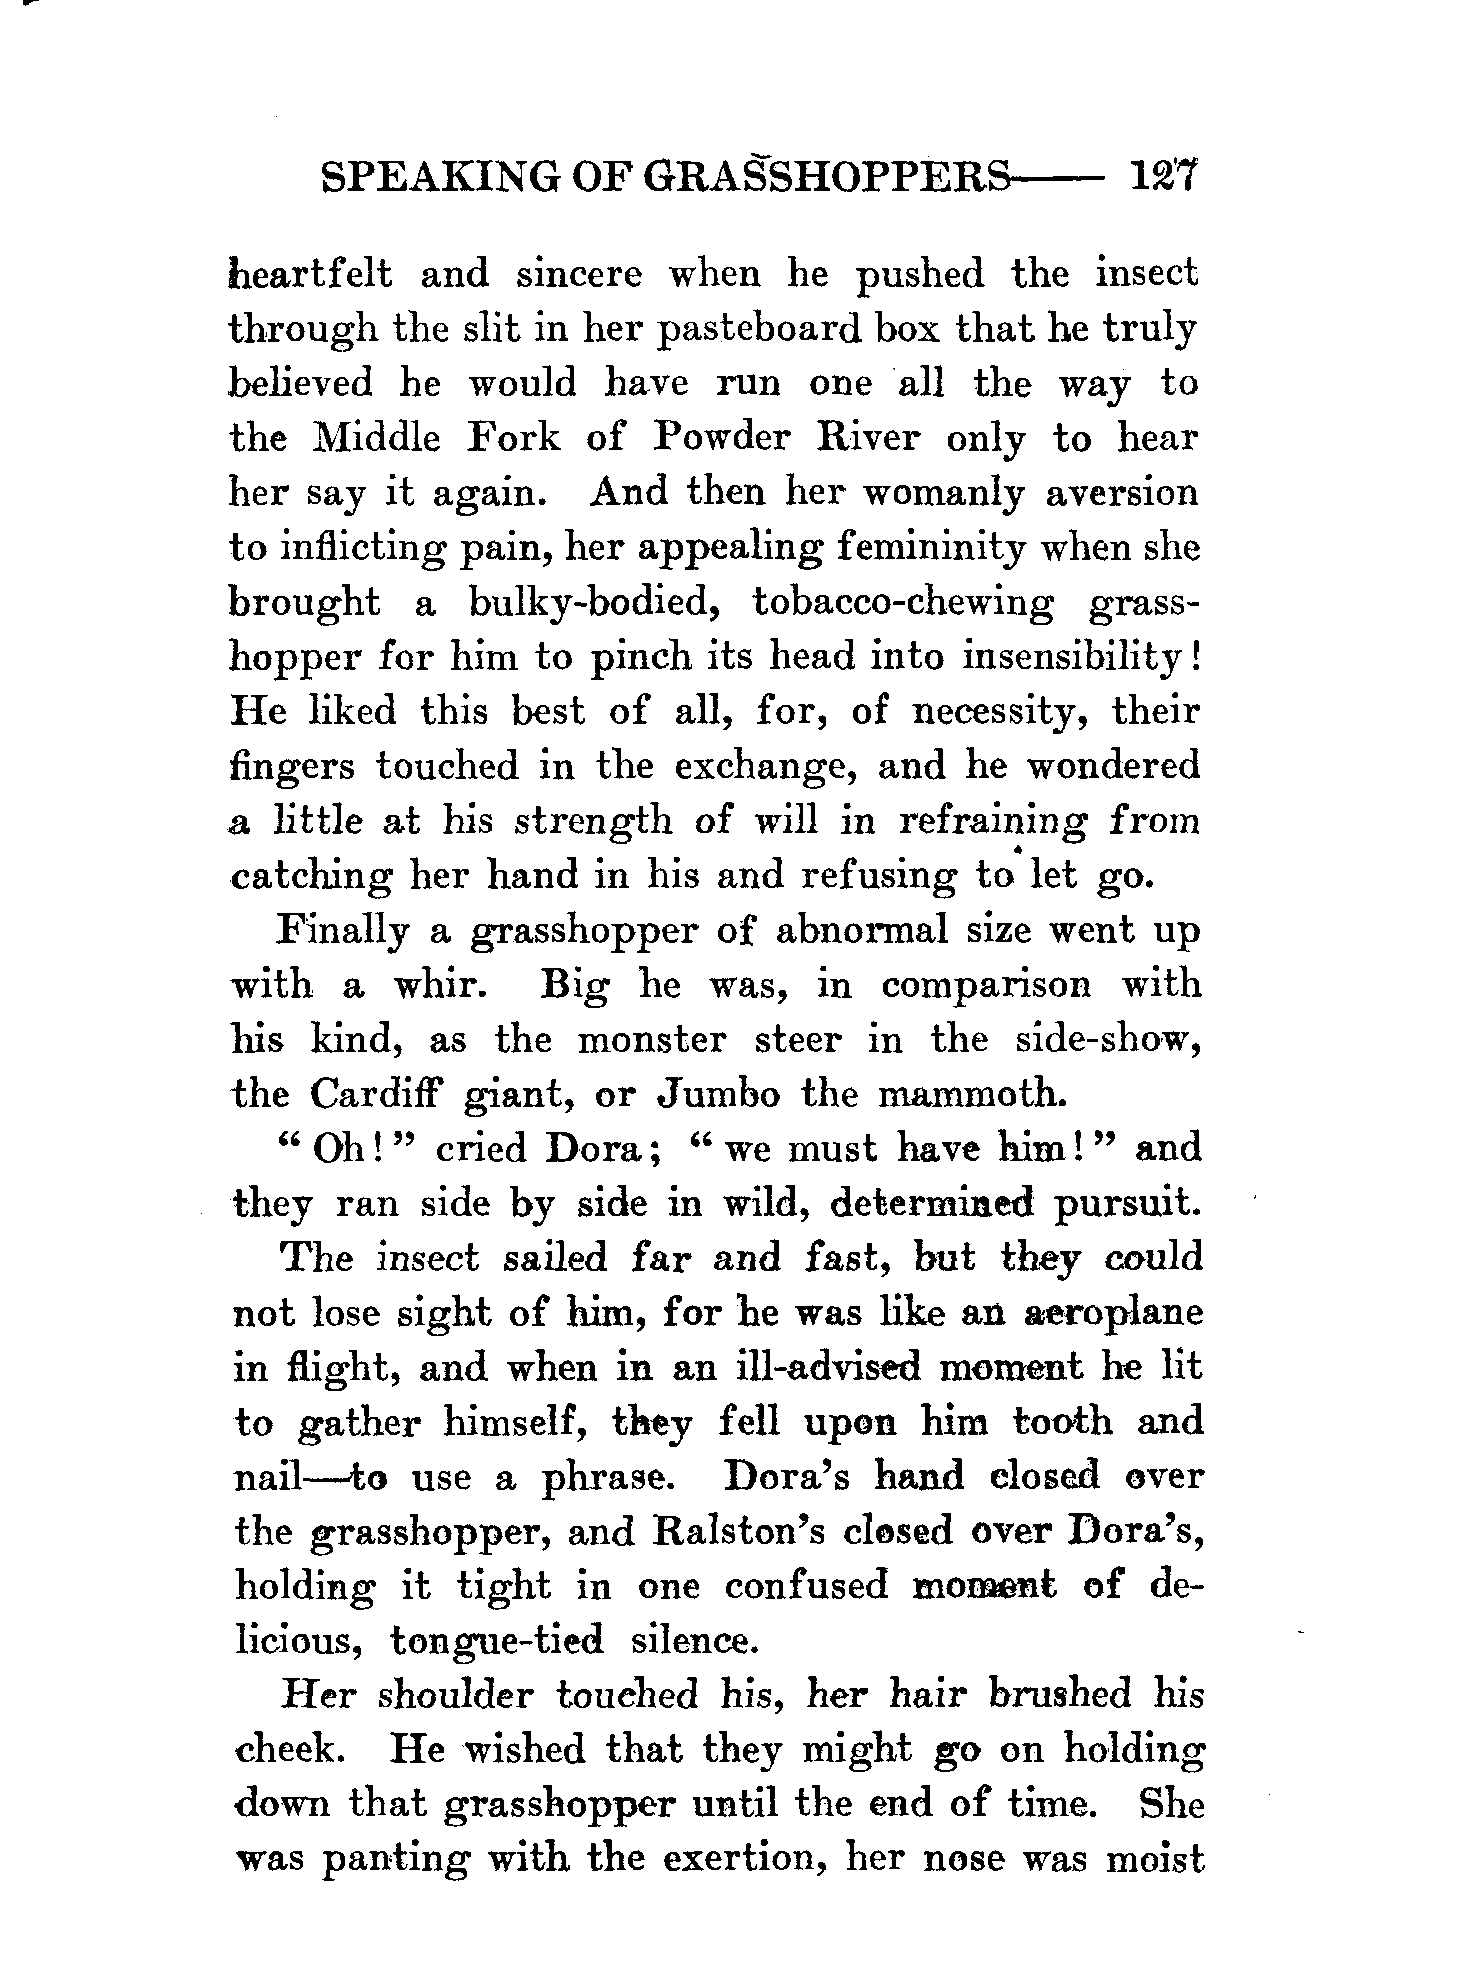 SPEAKING OF GRASSHOPPERS—— 127
heartfelt and sincere when he pushed the insect
through the slit in her pasteboard box that he truly
believed he would have run one all the way to
the Middle Fork of Powder River only to hear
her say it again. And then her womanly aversion
to inflicting pain, her appealing femininity when she
brought a bulky-bodied, tobacco-chewing grass-
hopper for him to pinch its head into insensibility!
He liked this best of all, for, of necessity, their
fingers touched in the exchange, and he wondered
a little at his strength of will in refraining from
catching her hand in his and refusing to let go.
Finally a grasshopper of abnormal size went up
with a whir. Big he was, in comparison with
his kind, as the monster steer in the side-show,
the Cardiff giant, or Jumbo the mammoth.
"Oh!" cried Dora; "we must have him!" and
they ran side by side in wild, determined pursuit.
The insect sailed far and fast, but they could
not lose sight of him, for he was like an aeroplane
in flight, and when in an ill-advised moment he lit
to gather himself, they fell upon him tooth and
nail—to use a phrase. Dora's hand closed over
the grasshopper, and Ralston's closed over Dora's,
holding it tight in one confused moment of de-
licious, tongue-tied silence.
Her shoulder touched his, her hair brushed his
cheek. He wished that they might go on holding
down that grasshopper until the end of time. She
was panting with the exertion, her nose was moist